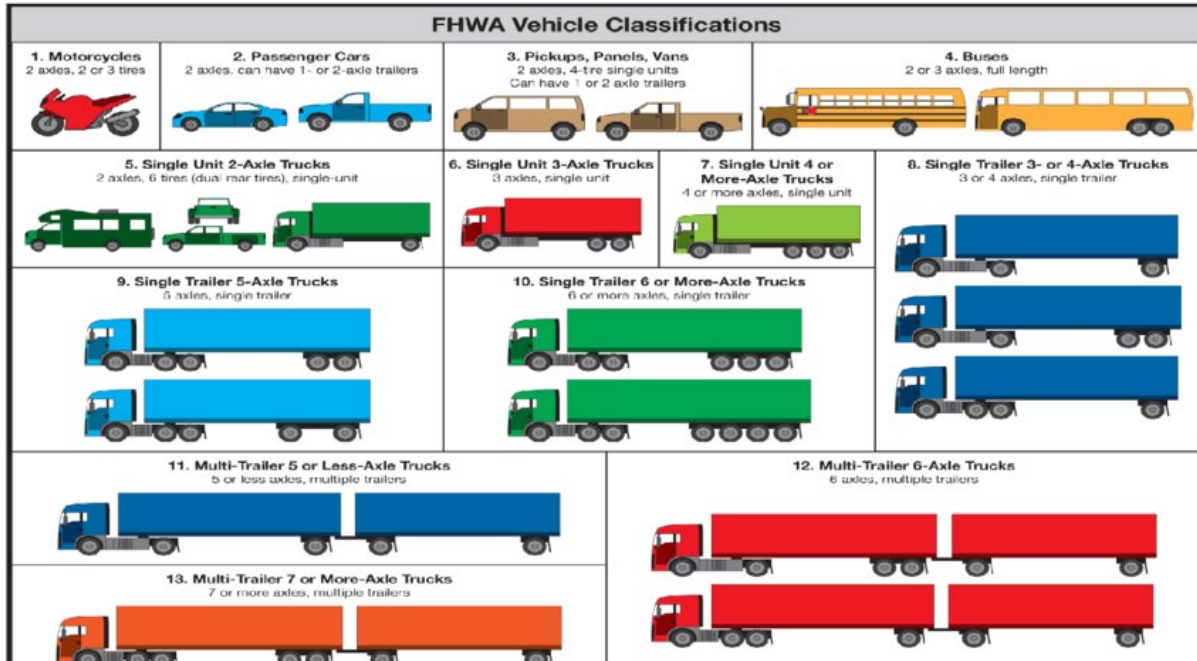 FHWA Vehicle Classifications
1. Motorcycles
2 axles, 2 or 3 tires
2. Passenger Cars
2 axles, can have 1- or 2-axle trailers
3. Pickups, Panels, Vans
2 axles, 4-tire single units
Can have 1 or 2 axle trailers
4. Buses
2 or 3 axles, full length
5. Single Unit 2-Axle Trucks
2 axles, 6 tires (dual rear tires), single-unit
6. Single Unit 3-Axle Trucks
3 axles, single unit
7. Single Unit 4 or
More-Axle Trucks
4 or more axles, single unit
8. Single Trailer 3- or 4-Axle Trucks
3 or 4 axles, single trailer
9. Single Trailer 5-Axle Trucks
5 axles, single trailer
10. Single Trailer 6 or More-Axle Trucks
6 or more axles, single trailer
11. Multi-Trailer 5 or Less-Axle Trucks
5 or less axles, multiple trailers
12. Multi-Trailer 6-Axle Trucks
6 axles, multiple trailers
13. Multi-Trailer 7 or More-Axle Trucks
7 or more axles, multiple trailers